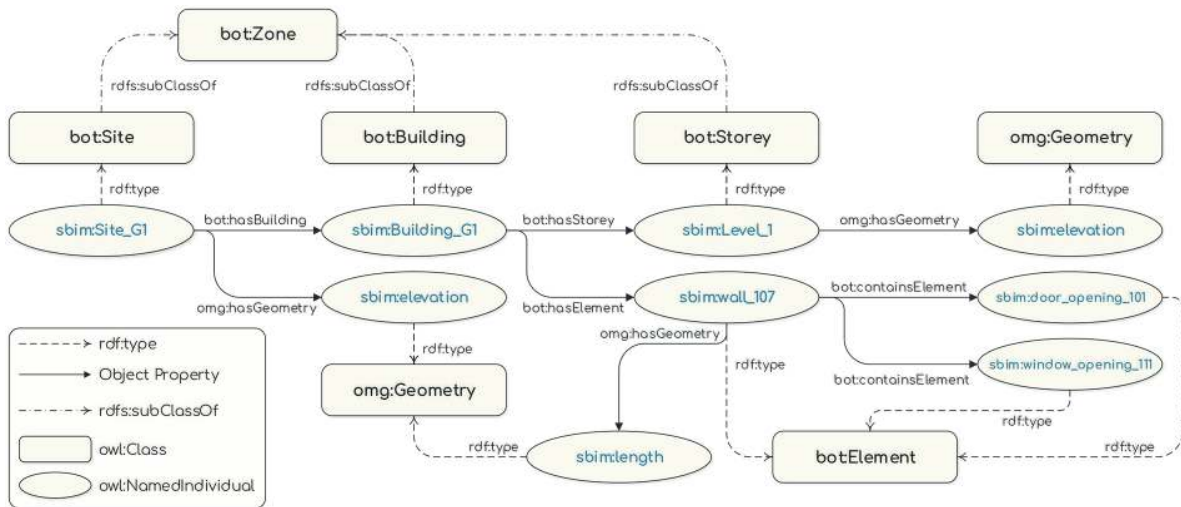 bot:Zone
rdfs:subClassOf
rdfs:subClassOf
rdfs:subClassOf
bot:Site
bot:Building
bot:Storey
omg:Geometry
rdf:type
rdf:type
rdf:type
rdf:type
sbim:Site_G1
bot:hasBuilding
sbim:Building_G1
bot:hasStorey
sbim:Level_1
omg:hasGeometry
sbim:elevation
omg:hasGeometry
sbim:elevation
bot:hasElement
sbim:wall_107
bot:containsElement
sbim:door_opening_101
omg:hasGeometry
rdf:type
rdf:type
bot:containsElement
sbim:window_opening_111
omg:Geometry
rdf:type
sbim:length
bot:Element
rdf:type
rdf:type
rdf:type
Object Property
rdfs:subClassOf
owl:Class
owl:NamedIndividual